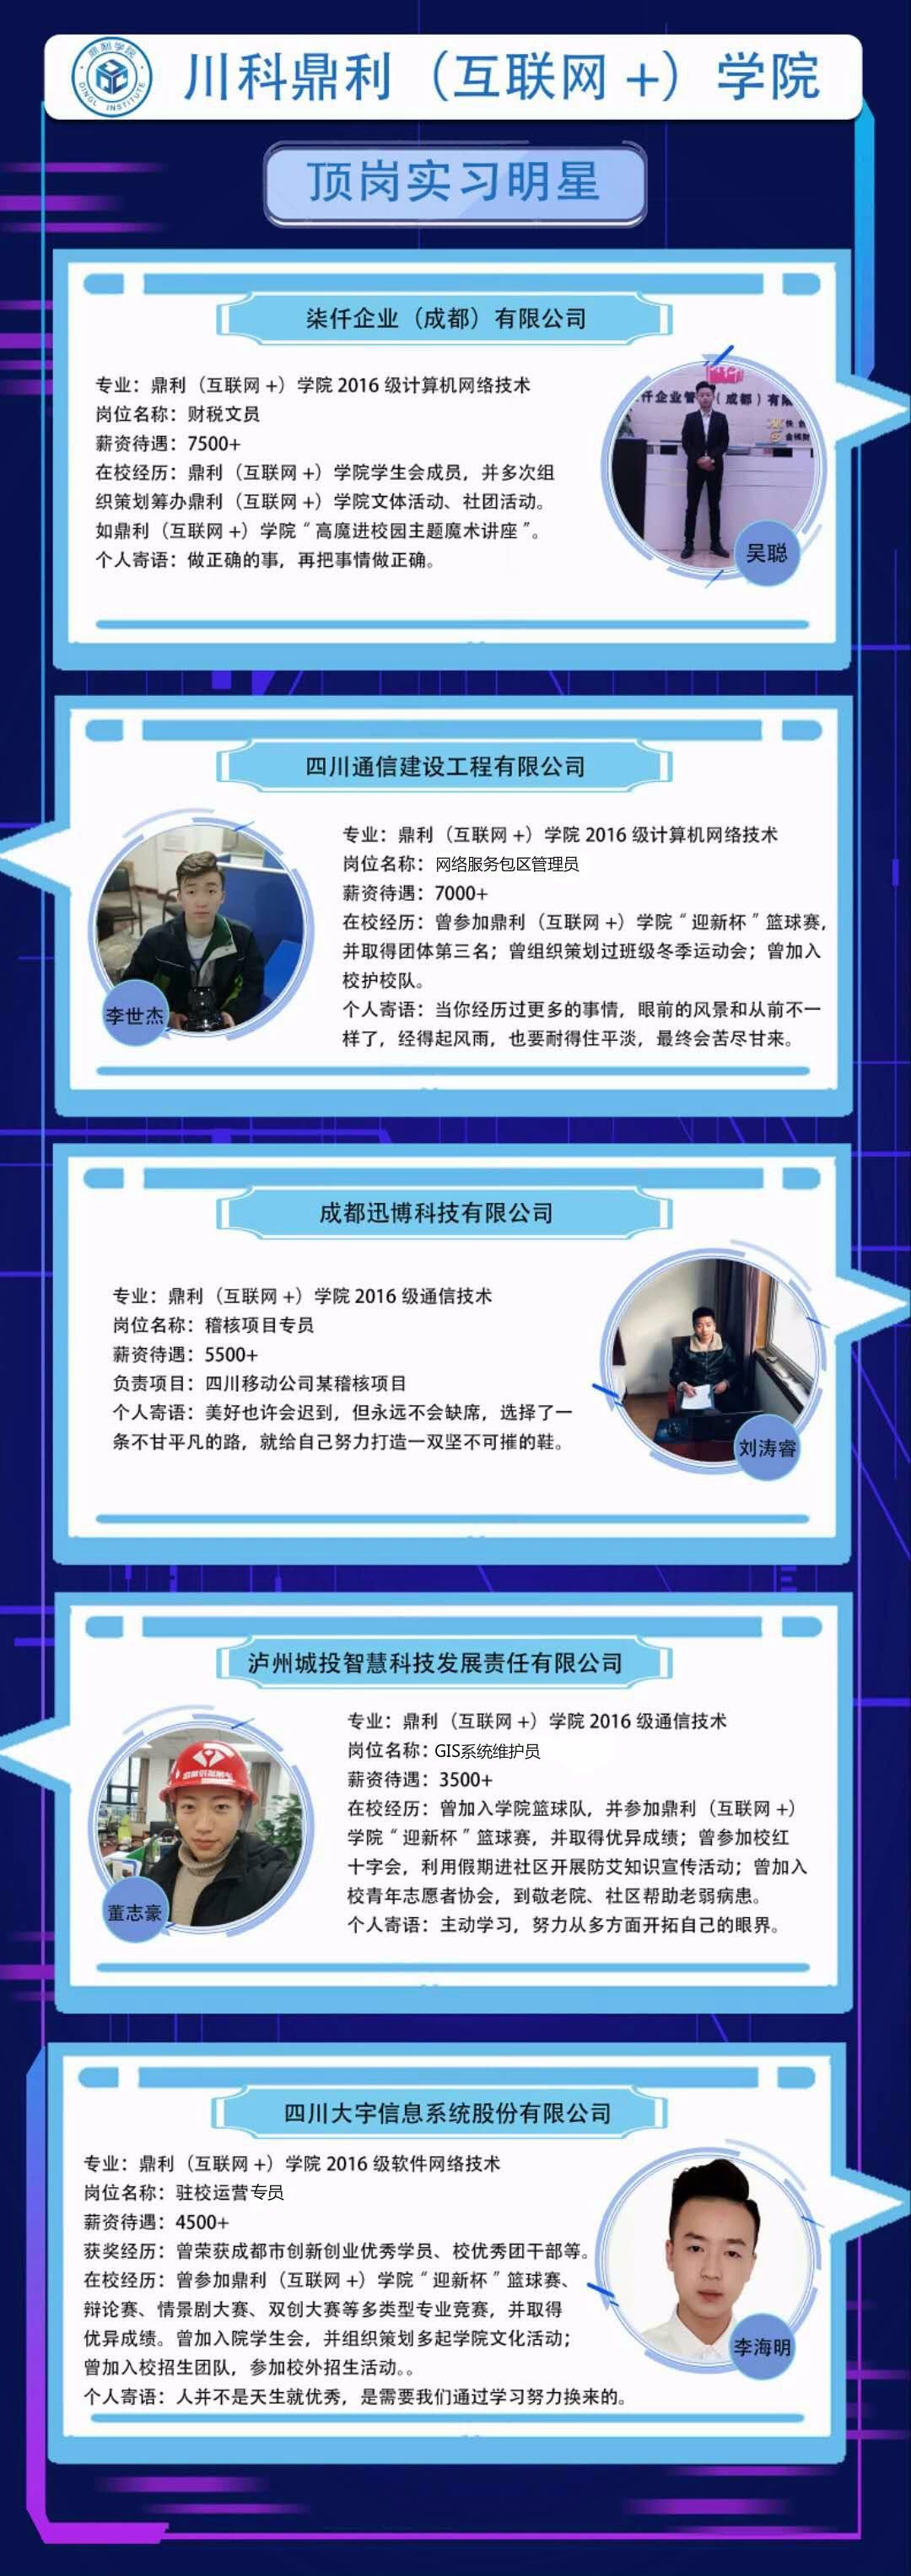 鼎利学院
DINGLI INSTITUTE
川科鼎利（互联网+）学院
顶岗实习明星
柒仟企业（成都）有限公司
专业：鼎利（互联网+）学院2016级计算机网络技术
岗位名称：财税文员
薪资待遇：7500+
在校经历：鼎利（互联网+）学院学生会成员，并多次组
织策划筹办鼎利（互联网+）学院文体活动、社团活动。
如鼎利（互联网+）学院“高魔进校园主题魔术讲座”。
个人寄语：做正确的事，再把事情做正确。
仟企业管（成都）有限
吴聪
四川通信建设工程有限公司
专业：鼎利（互联网+）学院2016级计算机网络技术
岗位名称：网络服务包区管理员
薪资待遇：7000+
在校经历：曾参加鼎利（互联网+）学院“迎新杯”篮球赛，
并取得团体第三名；曾组织策划过班级冬季运动会；曾加入
校护校队。
个人寄语：当你经历过更多的事情，眼前的风景和从前不一
样了，经得起风雨，也要耐得住平淡，最终会苦尽甘来。
李世杰
成都迅博科技有限公司
专业：鼎利（互联网+）学院2016级通信技术
岗位名称：稽核项目专员
薪资待遇：5500+
负责项目：四川移动公司某稽核项目
个人寄语：美好也许会迟到，但永远不会缺席，选择了一
条不甘平凡的路，就给自己努力打造一双坚不可摧的鞋。
刘涛睿
泸州城投智慧科技发展责任有限公司
专业：鼎利（互联网+）学院2016级通信技术
岗位名称：GIS系统维护员
薪资待遇：3500+
在校经历：曾加入学院篮球队，并参加鼎利（互联网+）
学院“迎新杯”篮球赛，并取得优异成绩；曾参加校红
十字会，利用假期进社区开展防艾知识宣传活动；曾加入
校青年志愿者协会，到敬老院、社区帮助老弱病患。
个人寄语：主动学习，努力从多方面开拓自己的眼界。
董志豪
四川大宇信息系统股份有限公司
专业：鼎利（互联网+）学院2016级软件网络技术
岗位名称：驻校运营专员
薪资待遇：4500+
获奖经历：曾荣获成都市创新创业优秀学员、校优秀团干部等。
在校经历：曾参加鼎利（互联网+）学院“迎新杯”篮球赛、
辩论赛、情景剧大赛、双创大赛等多类型专业竞赛，并取得
优异成绩。曾加入院学生会，并组织策划多起学院文化活动；
曾加入校招生团队，参加校外招生活动。。
个人寄语：人并不是天生就优秀，是需要我们通过学习努力换来的。
李海明